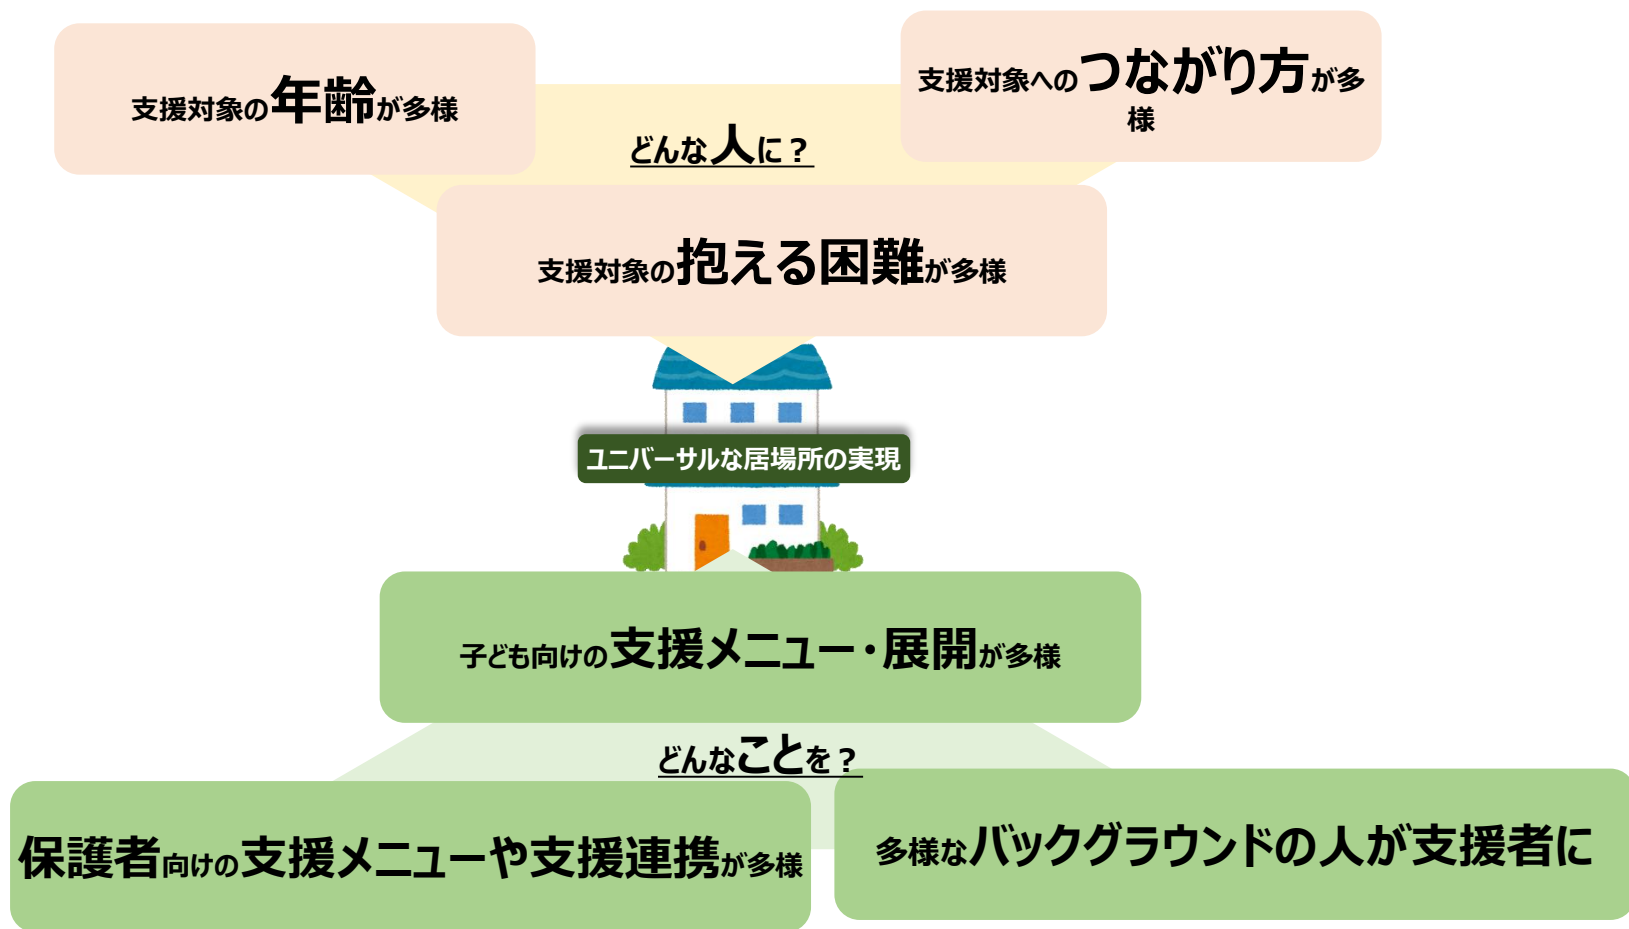 支援対象の年齢が多様
支援対象へのつながり方が多
様
どんな人に？
支援対象の抱える困難が多様
ユニバーサルな居場所の実現
子ども向けの支援メニュー・展開が多様
どんなことを？
保護者向けの支援メニューや支援連携が多様
多様なバックグラウンドの人が支援者に